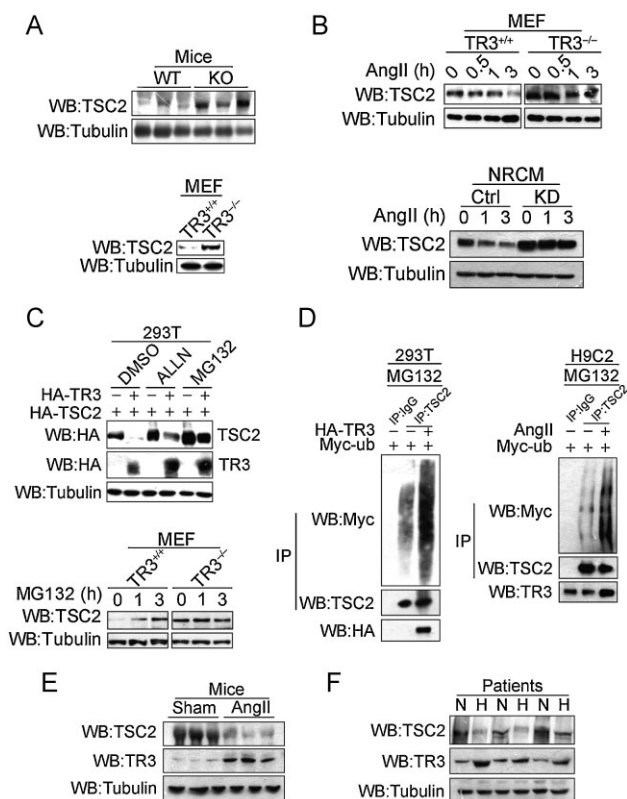 A
Mice
WT KO
WB:TSC2
WB:Tubulin
MEF
TR3+/+ TR3−/−
WB:TSC2
WB:Tubulin
B
MEF
TR3+/+ TR3−/−
AngII (h) 0 0.5 1 3 0 0.5 1 3
WB:TSC2
WB:Tubulin
NRCM
Ctrl KD
AngII (h) 0 1 3 0 1 3
WB:TSC2
WB:Tubulin
C
293T
DMSO ALLN MG132
HA-TR3 − + − + − +
HA-TSC2 + + + + + +
WB:HA TSC2
WB:HA TR3
WB:Tubulin
MEF
TR3+/+ TR3−/−
MG132 (h) 0 1 3 0 1 3
WB:TSC2
WB:Tubulin
D
293T
MG132
IP:IgG IP:TSC2
HA-TR3 − − +
Myc-ub + + +
WB:Myc
IP
WB:TSC2
WB:HA
H9C2
MG132
IP:IgG IP:TSC2
AngII − − +
Myc-ub + + +
WB:Myc
IP
WB:TSC2
WB:TR3
E
Mice
Sham AngII
WB:TSC2
WB:TR3
WB:Tubulin
F
Patients
N H N H N H
WB:TSC2
WB:TR3
WB:Tubulin